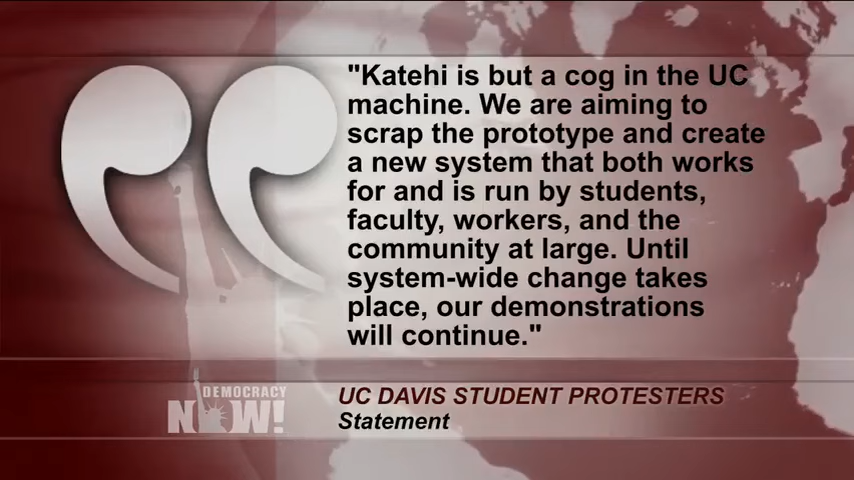 "Katehi is but a cog in the UC
machine. We are aiming to
scrap the prototype and create
a new system that both works
for and is run by students,
faculty, workers, and the
community at large. Until
system-wide change takes
place, our demonstrations
will continue."
UC DAVIS STUDENT PROTESTERS
Statement
DEMOCRACY
NOW!